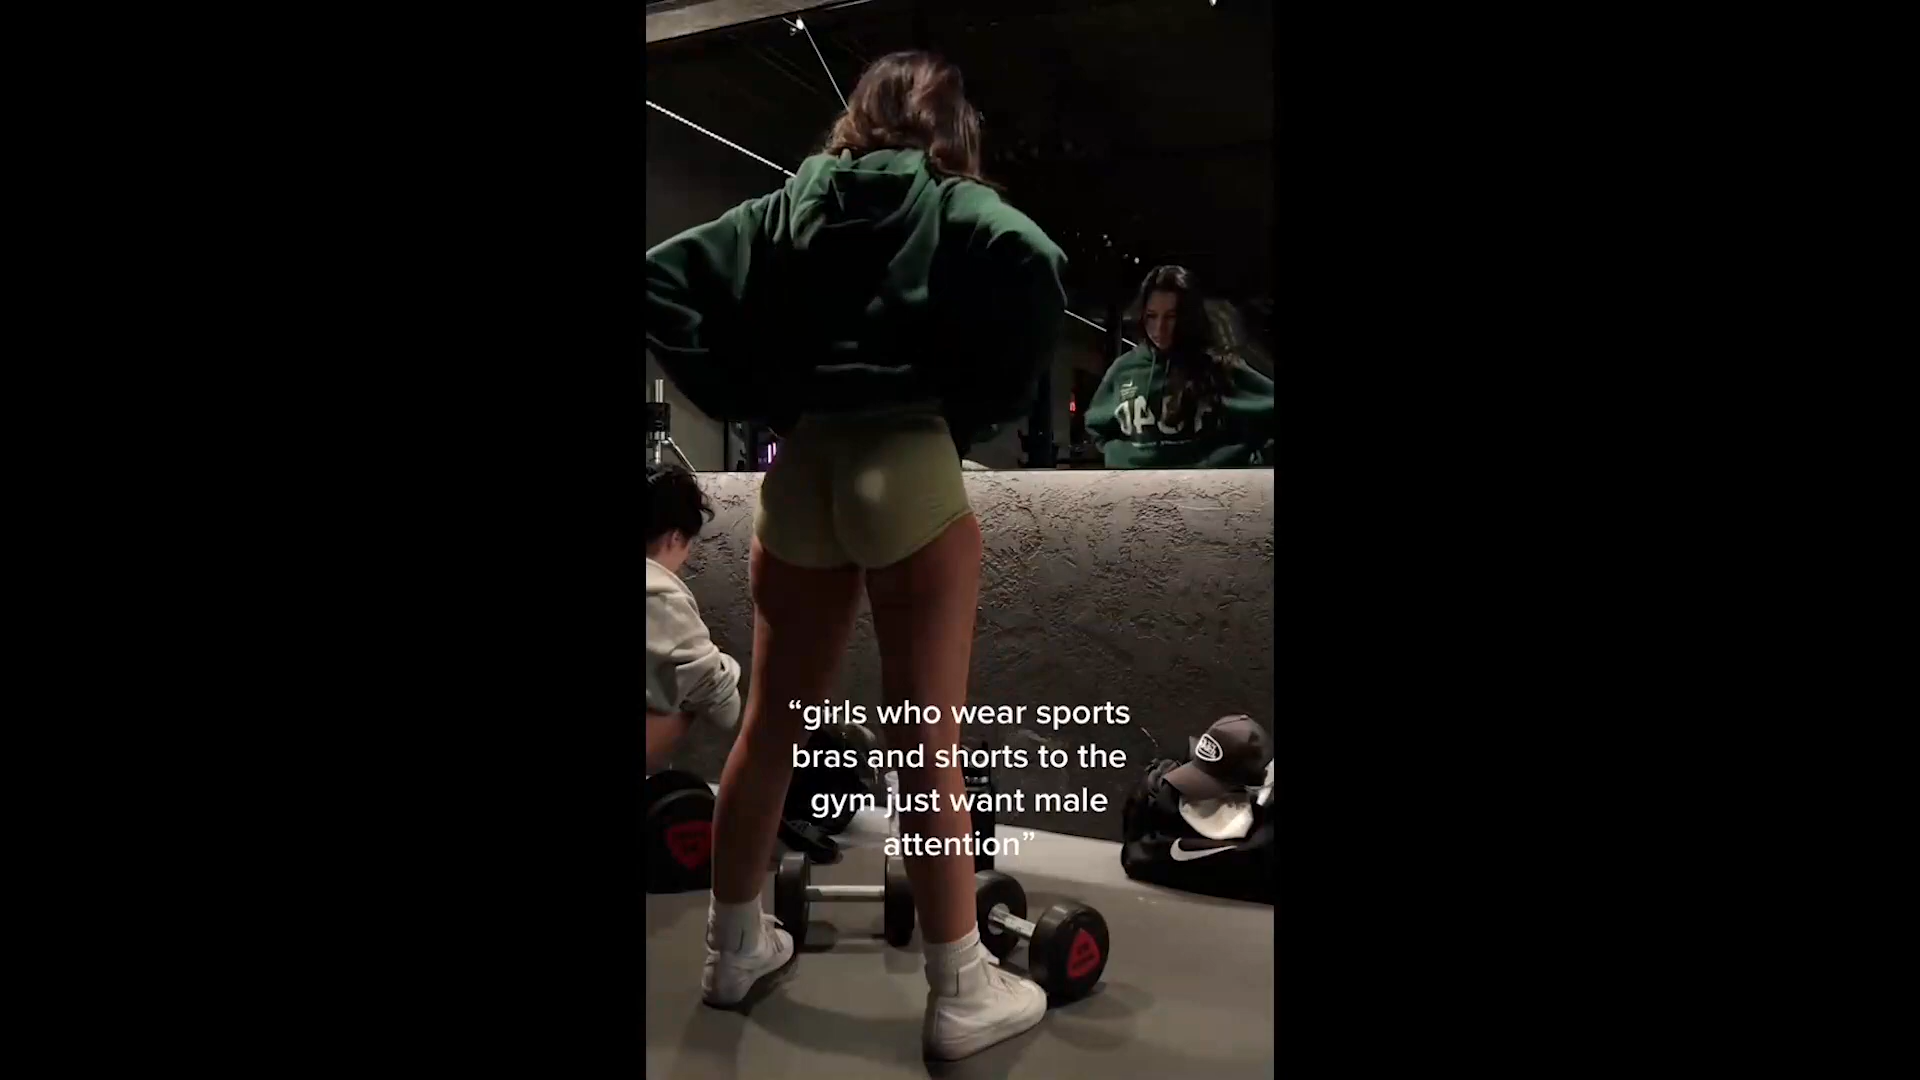 “girls who wear sports
bras and shorts to the
gym just want male
attention”